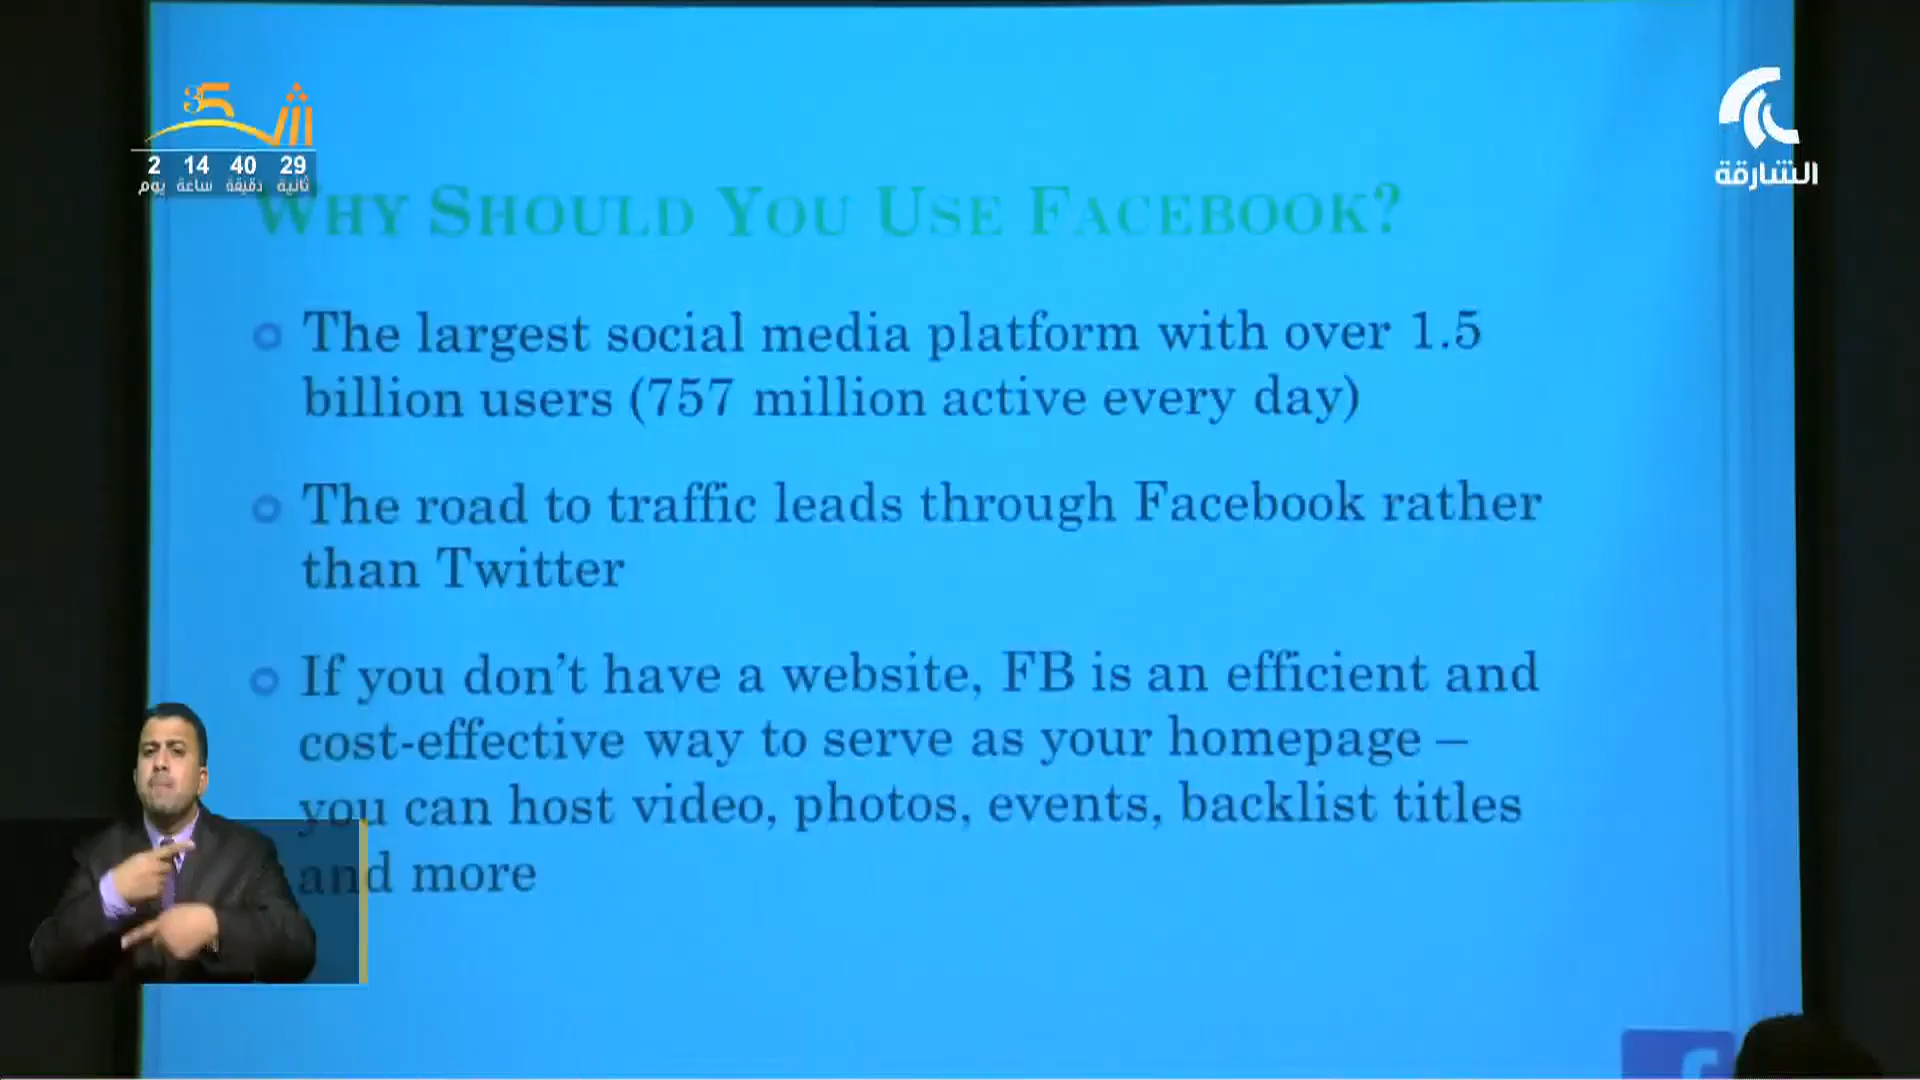 35
2 14 40 29
يوم ساعة دقيقة ثانية
الشارقة
WHY SHOULD YOU USE FACEBOOK?
The largest social media platform with over 1.5
billion users (757 million active every day)
The road to traffic leads through Facebook rather
than Twitter
If you don't have a website, FB is an efficient and
cost-effective way to serve as your homepage –
you can host video, photos, events, backlist titles
and more
f